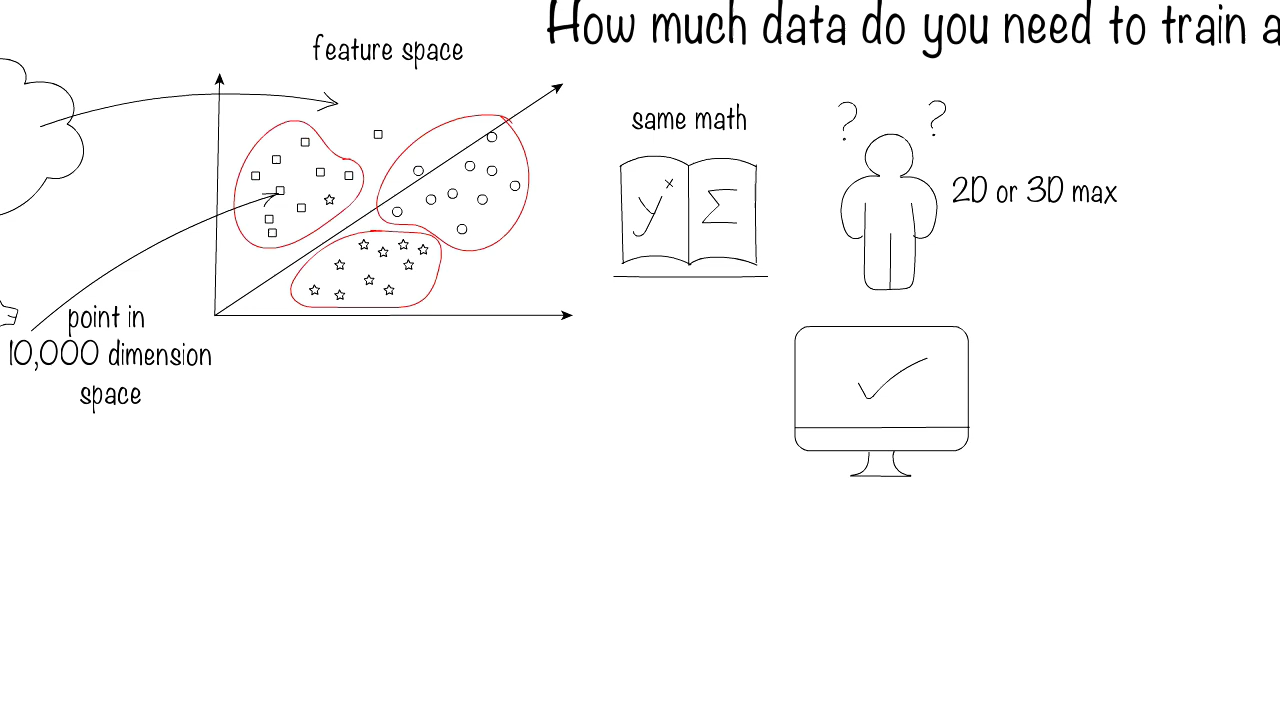 How much data do you need to train a
feature space
same math
? ?
y^x Σ
2D or 3D max
point in
10,000 dimension
space